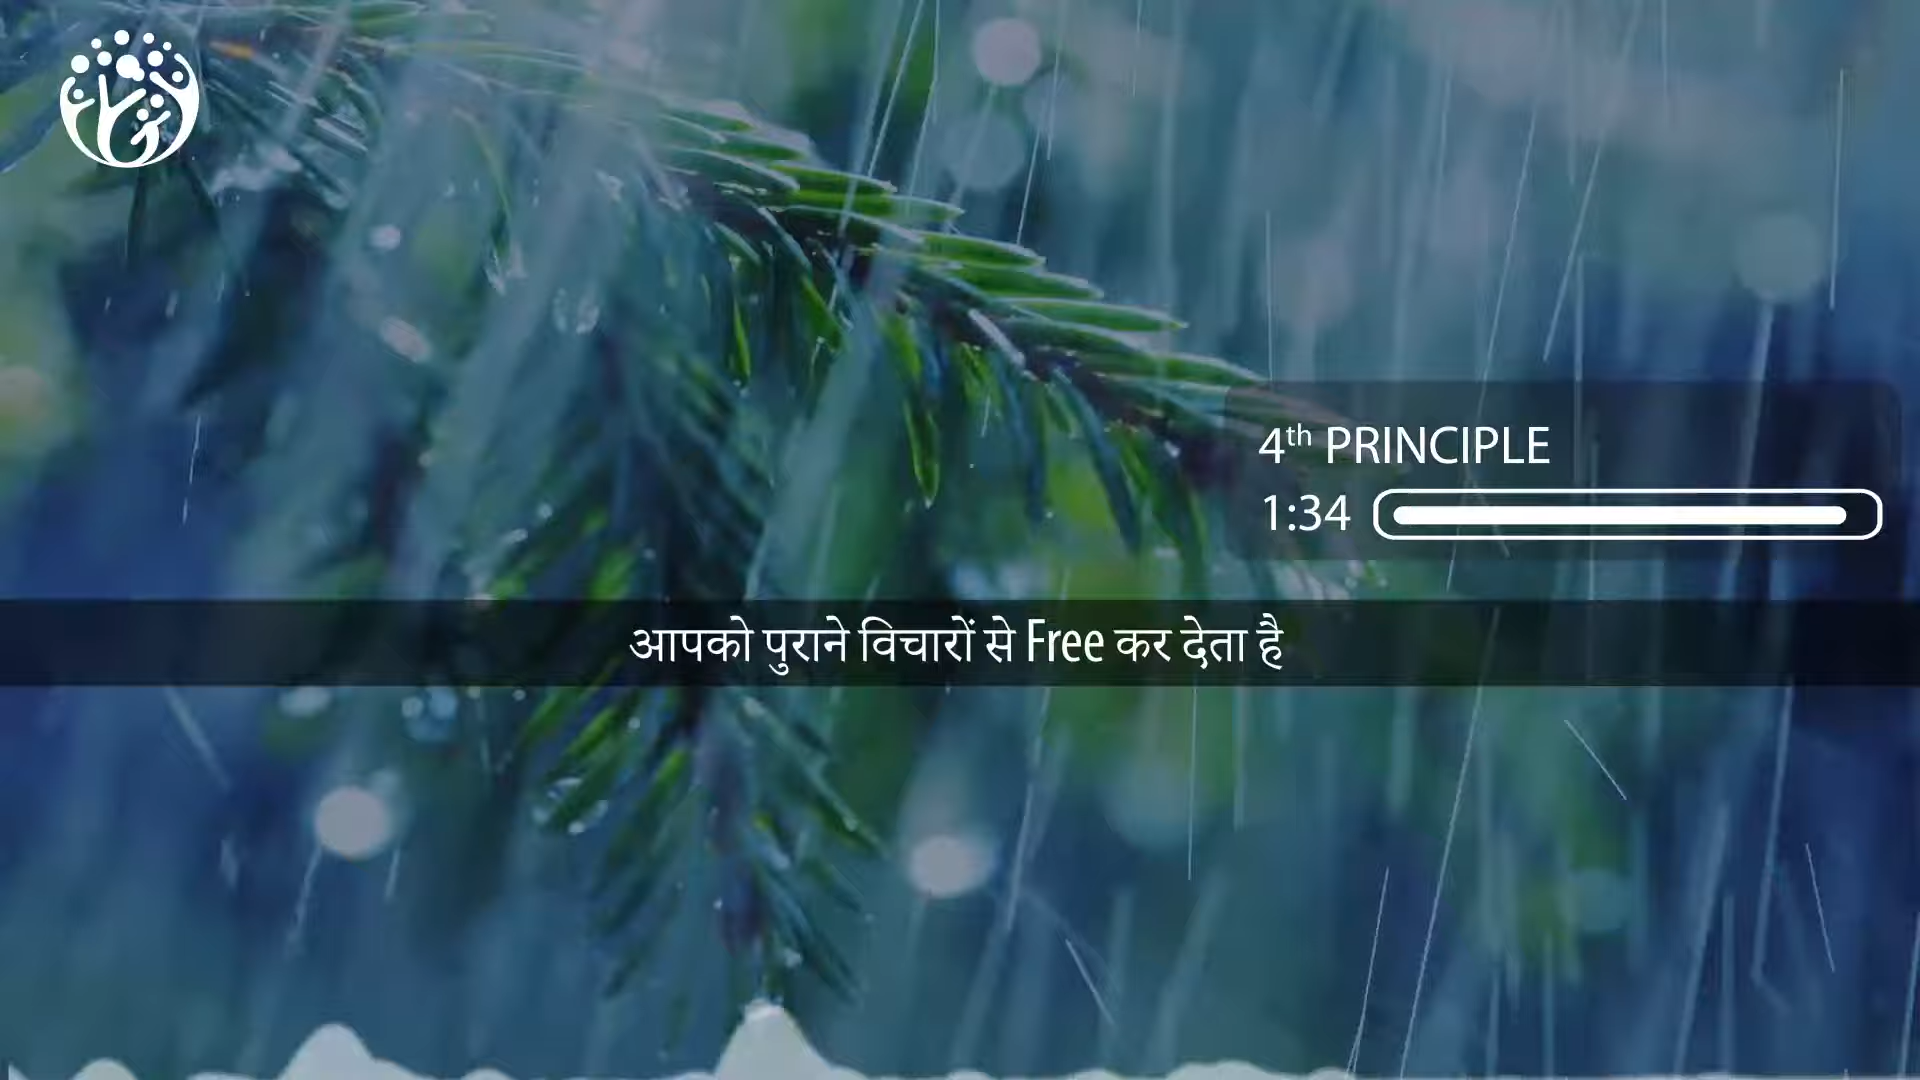 4th PRINCIPLE
1:34
आपको पुराने विचारों से Free कर देता है